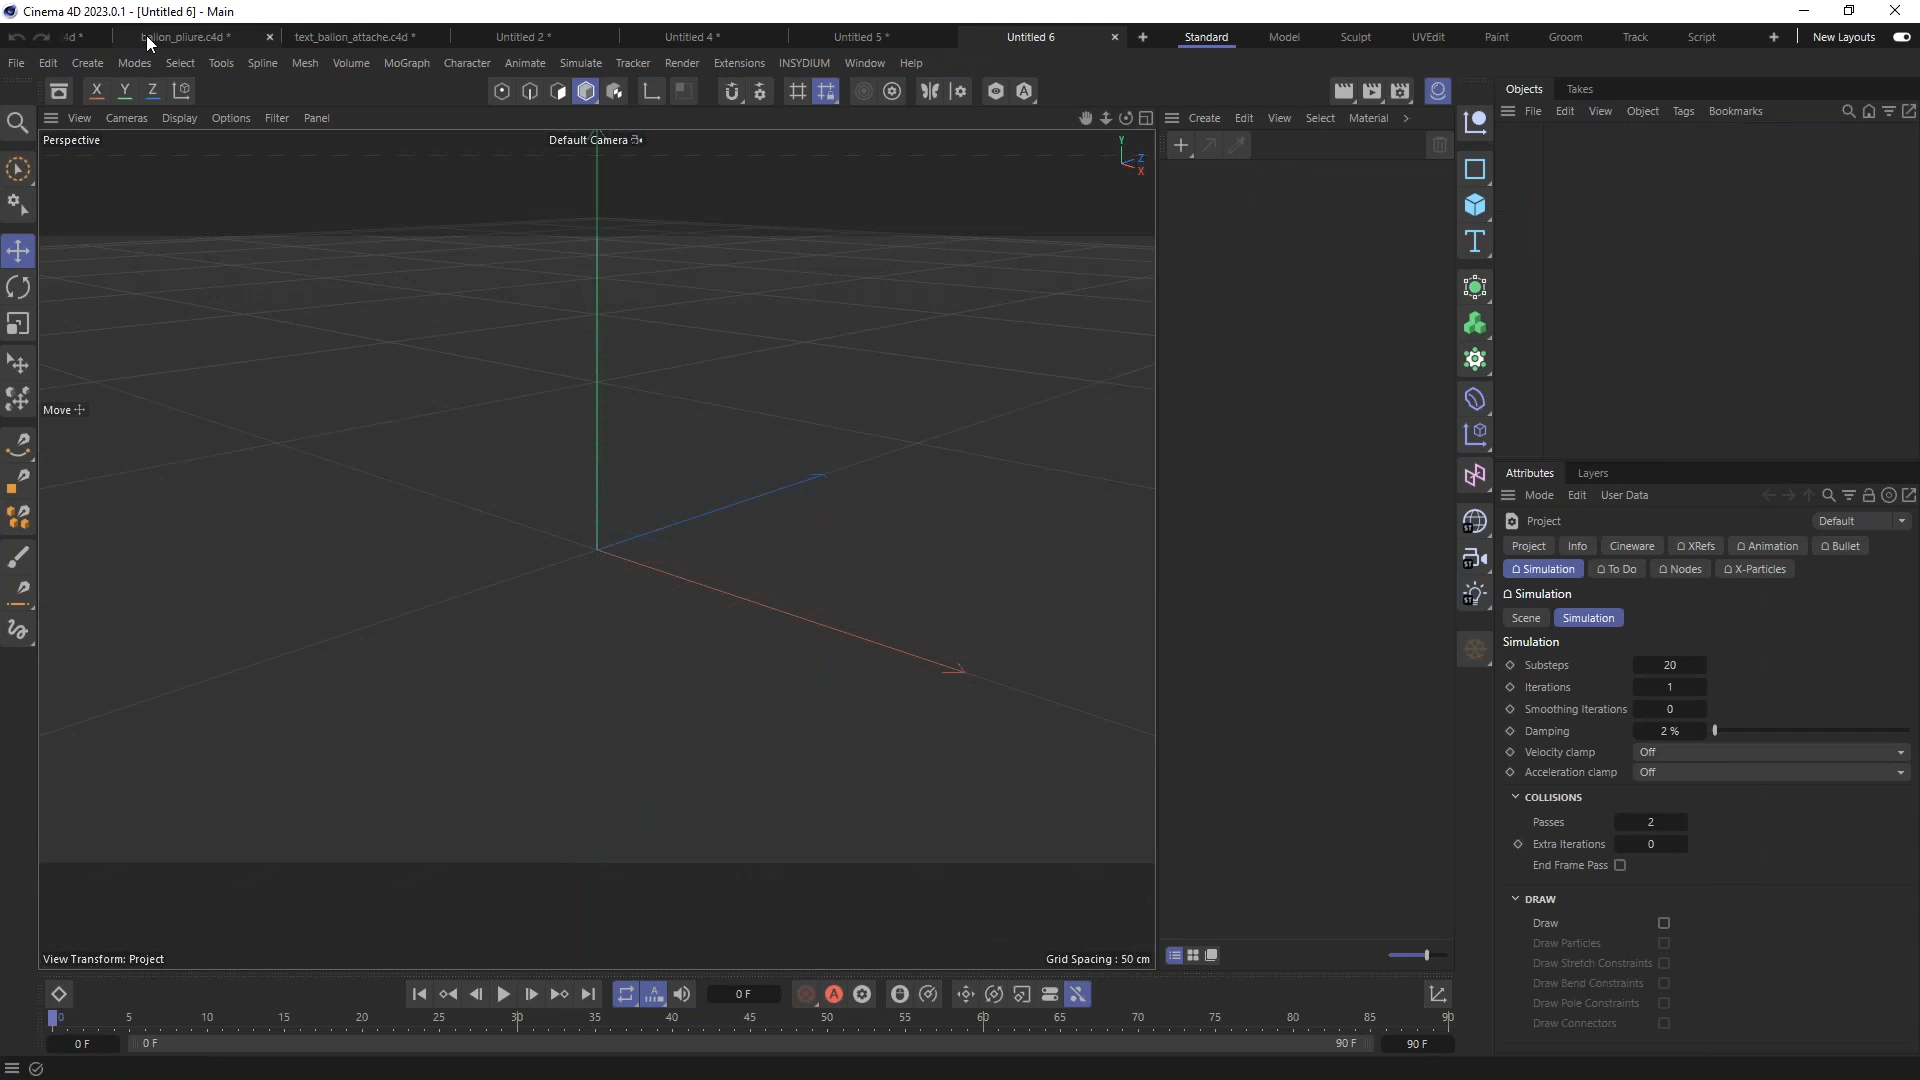 Cinema 4D 2023.0.1 - [Untitled 6] - Main
4d *
ballon_pliure.c4d *
text_ballon_attache.c4d *
Untitled 2 *
Untitled 4 *
Untitled 5 *
Untitled 6
Standard
Model
Sculpt
UVEdit
Paint
Groom
Track
Script
New Layouts
File Edit Create Modes Select Tools Spline Mesh Volume MoGraph Character Animate Simulate Tracker Render Extensions INSYDIUM Window Help
X Y Z
Objects Takes
File Edit View Object Tags Bookmarks
View Cameras Display Options Filter Panel
Create Edit View Select Material
Perspective
Default Camera
Y
Z
X
Move
View Transform: Project
Grid Spacing : 50 cm
Attributes Layers
Mode Edit User Data
Project
Default
Project Info Cineware XRefs Animation Bullet
Simulation To Do Nodes X-Particles
Simulation
Scene Simulation
Simulation
Substeps 20
Iterations 1
Smoothing Iterations 0
Damping 2 %
Velocity clamp Off
Acceleration clamp Off
COLLISIONS
Passes 2
Extra Iterations 0
End Frame Pass
DRAW
Draw
Draw Particles
Draw Stretch Constraints
Draw Bend Constraints
Draw Pole Constraints
Draw Connectors
0 F
0 5 10 15 20 25 30 35 40 45 50 55 60 65 70 75 80 85 90
0 F
0 F
90 F
90 F